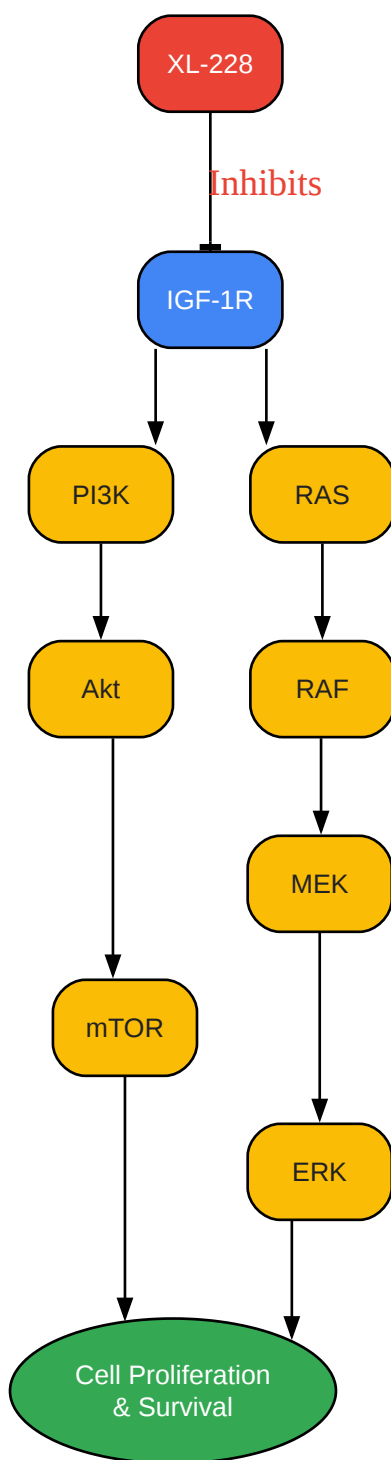 XL-228
Inhibits
IGF-1R
PI3K
RAS
Akt
RAF
MEK
mTOR
ERK
Cell Proliferation
& Survival